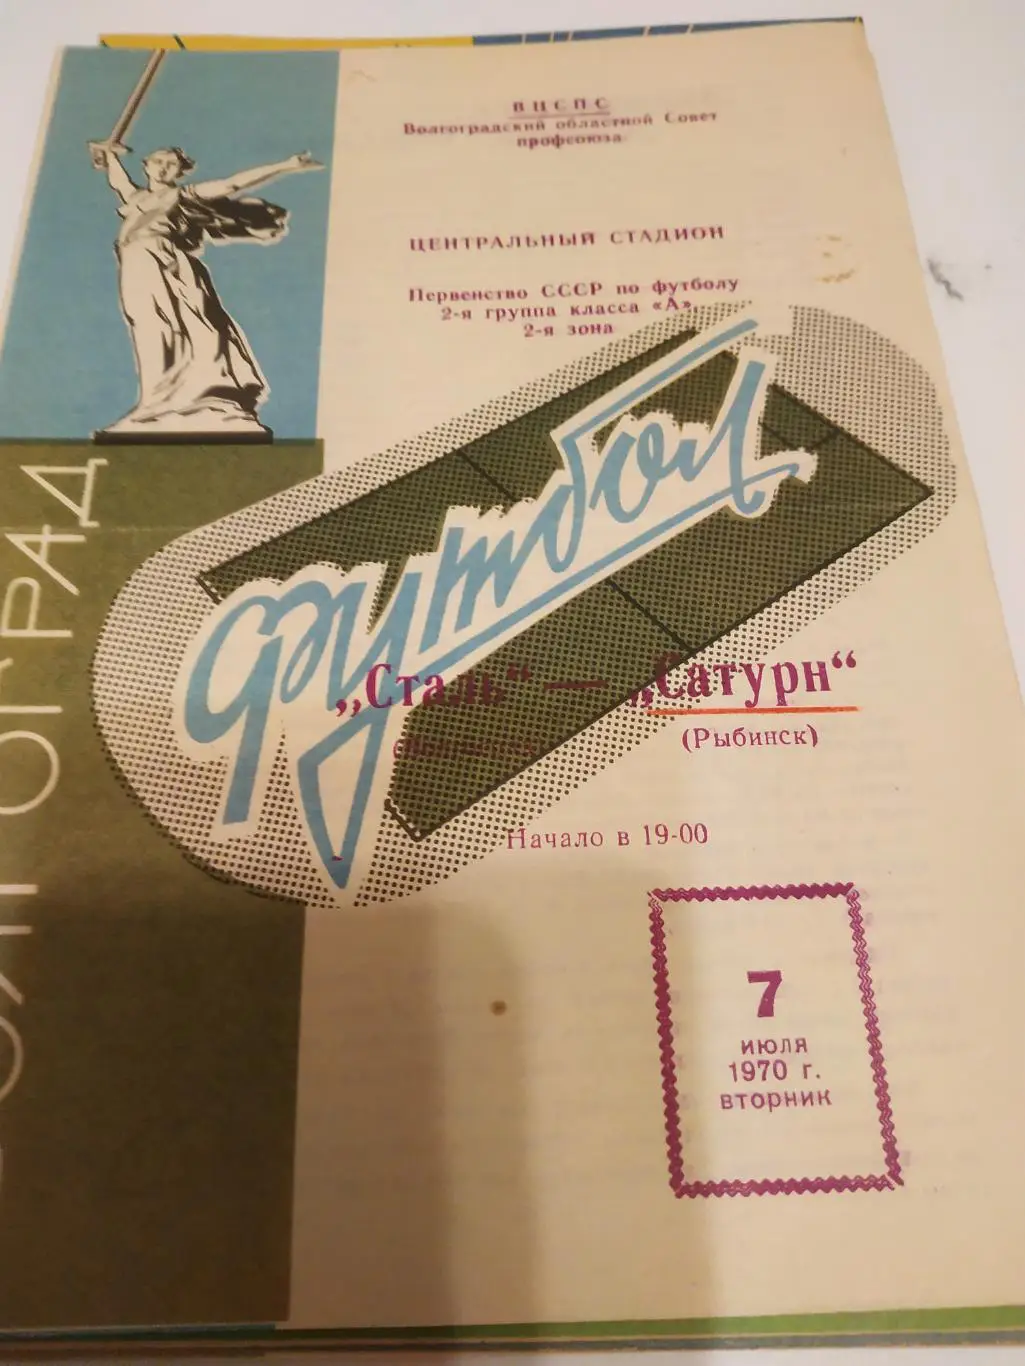 ВЦСПС
Волгоградский областной Совет
профсоюза
ЦЕНТРАЛЬНЫЙ СТАДИОН
Первенство СССР по футболу
2-я группа класса «А»,
2-я зона
ВОЛГОГРАД
футбол
„Сталь“ — „Сатурн“
(Рыбинск)
Начало в 19-00
7
ИЮЛЯ
1970 г.
вторник